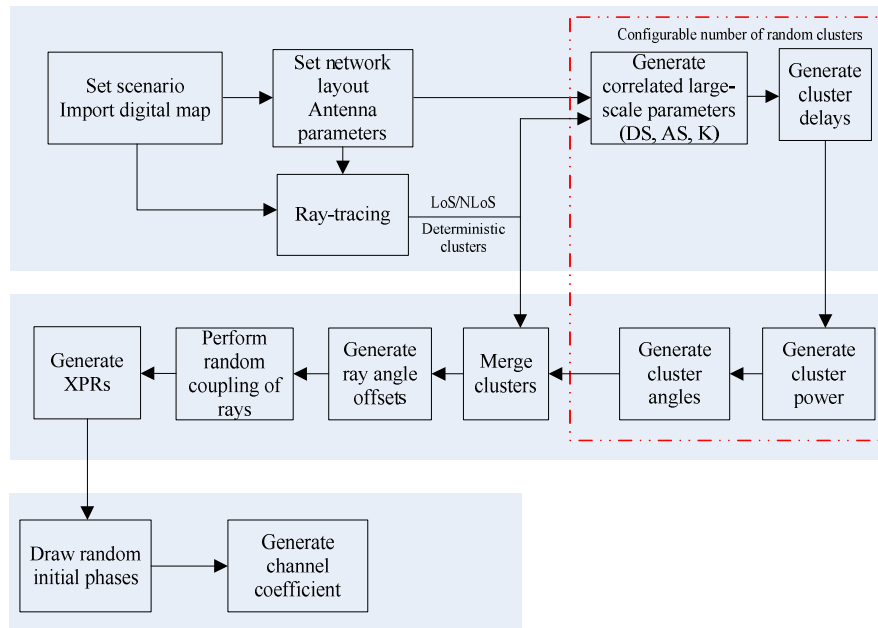 Configurable number of random clusters
Set scenario
Import digital map
Set network
layout
Antenna
parameters
Generate
correlated large-
scale parameters
(DS, AS, K)
Generate
cluster
delays
Ray-tracing
LoS/NLoS
Deterministic
clusters
Generate
XPRs
Perform
random
coupling of
rays
Generate
ray angle
offsets
Merge
clusters
Generate
cluster
angles
Generate
cluster
power
Draw random
initial phases
Generate
channel
coefficient